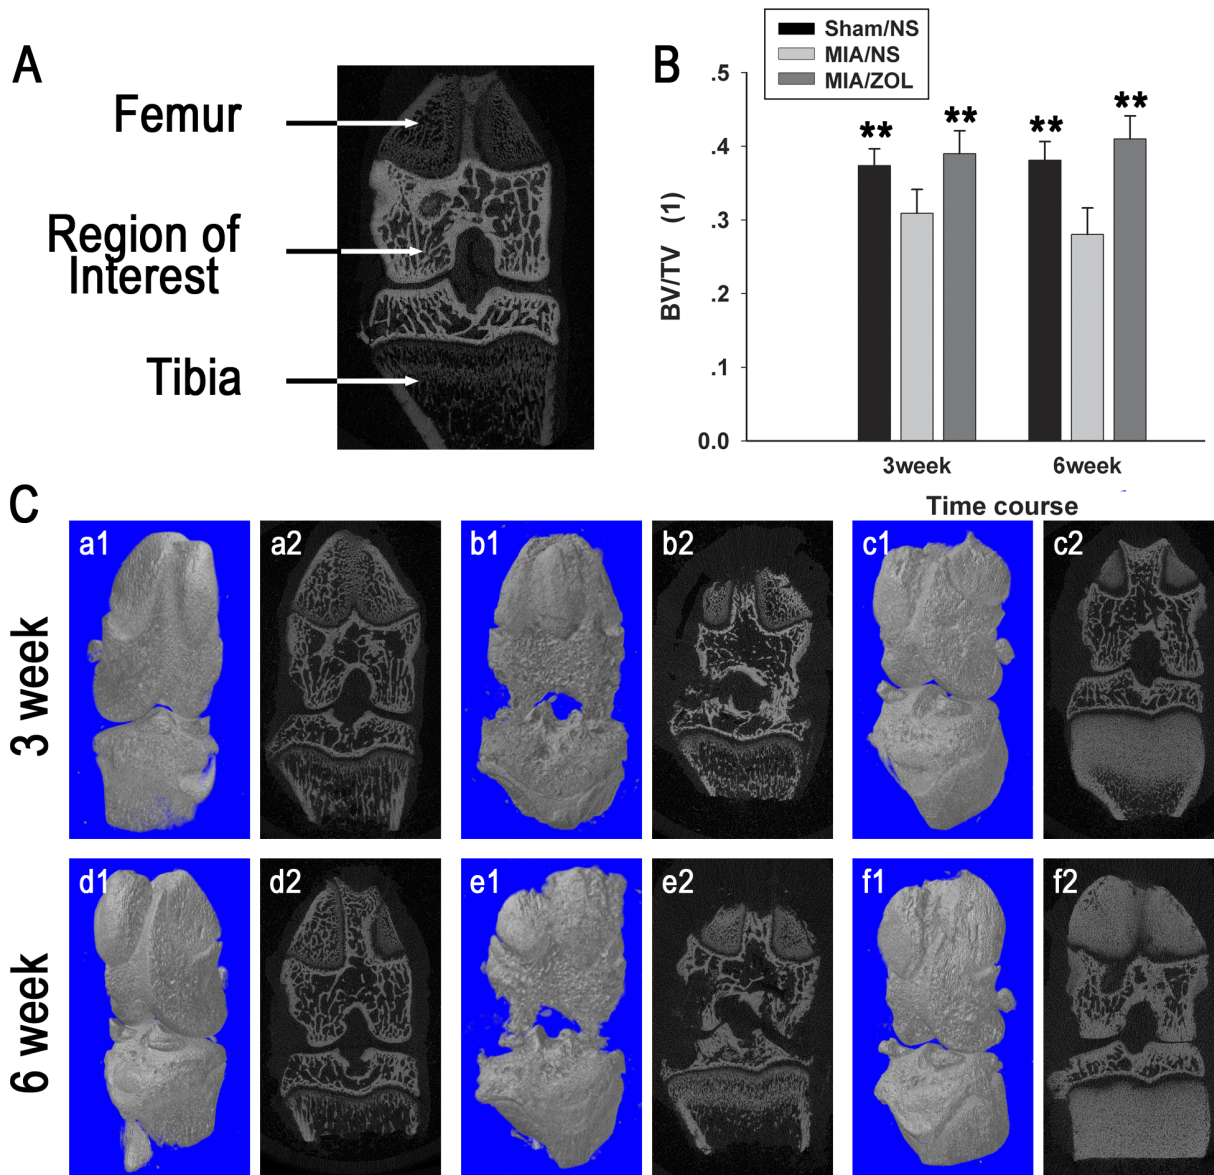 A
Femur
Region of
Interest
Tibia
B
Sham/NS
MIA/NS
MIA/ZOL
BV/TV (1)
.5
.4
.3
.2
.1
0.0
** ** ** **
3week 6week
Time course
C
3 week
a1 a2 b1 b2 c1 c2
6 week
d1 d2 e1 e2 f1 f2